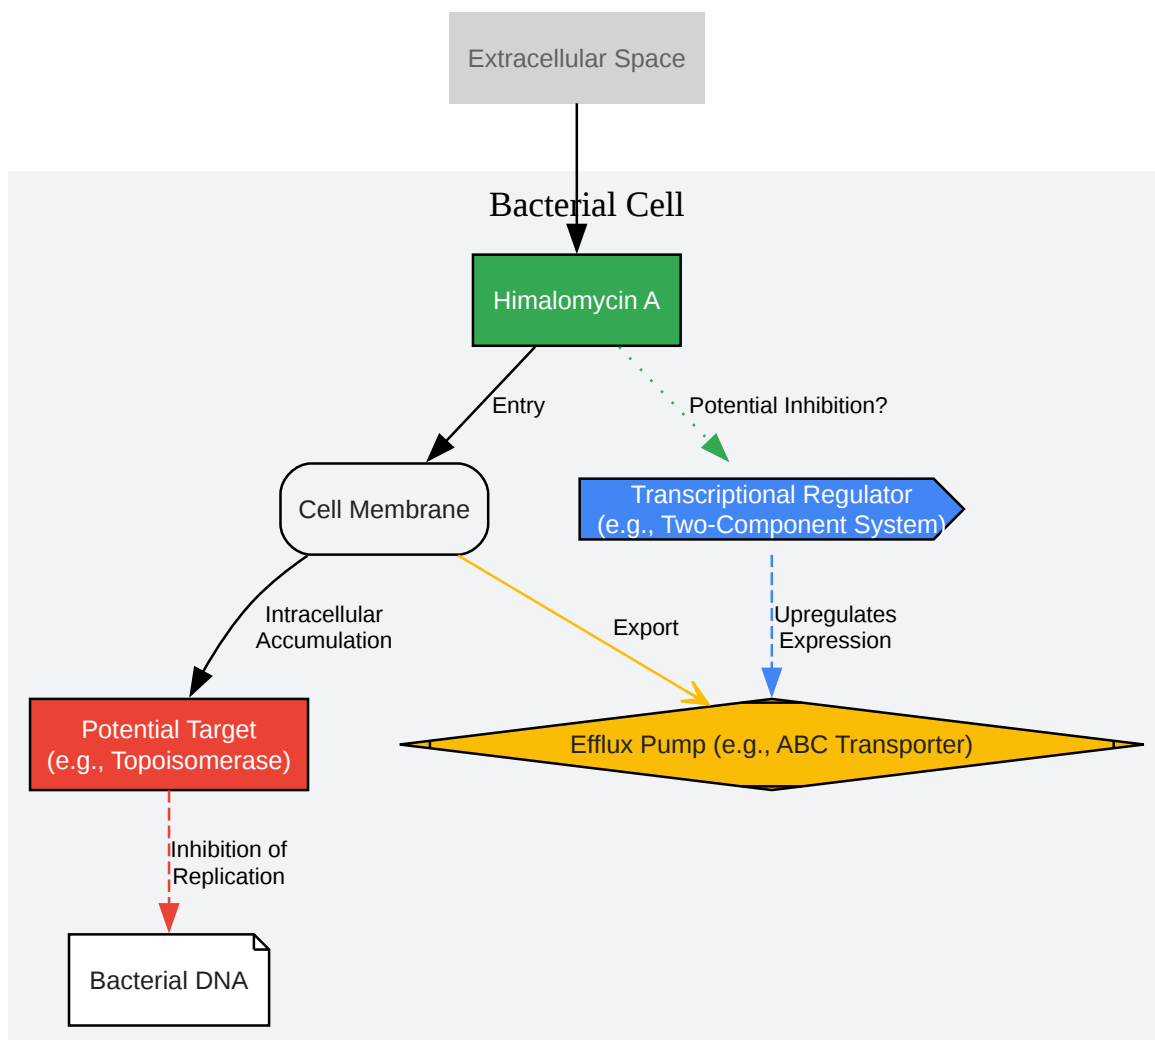 Extracellular Space
Bacterial Cell
Himalomycin A
Entry
Potential Inhibition?
Cell Membrane
Transcriptional Regulator
(e.g., Two-Component System)
Intracellular
Accumulation
Export
Upregulates
Expression
Potential Target
(e.g., Topoisomerase)
Efflux Pump (e.g., ABC Transporter)
Inhibition of
Replication
Bacterial DNA